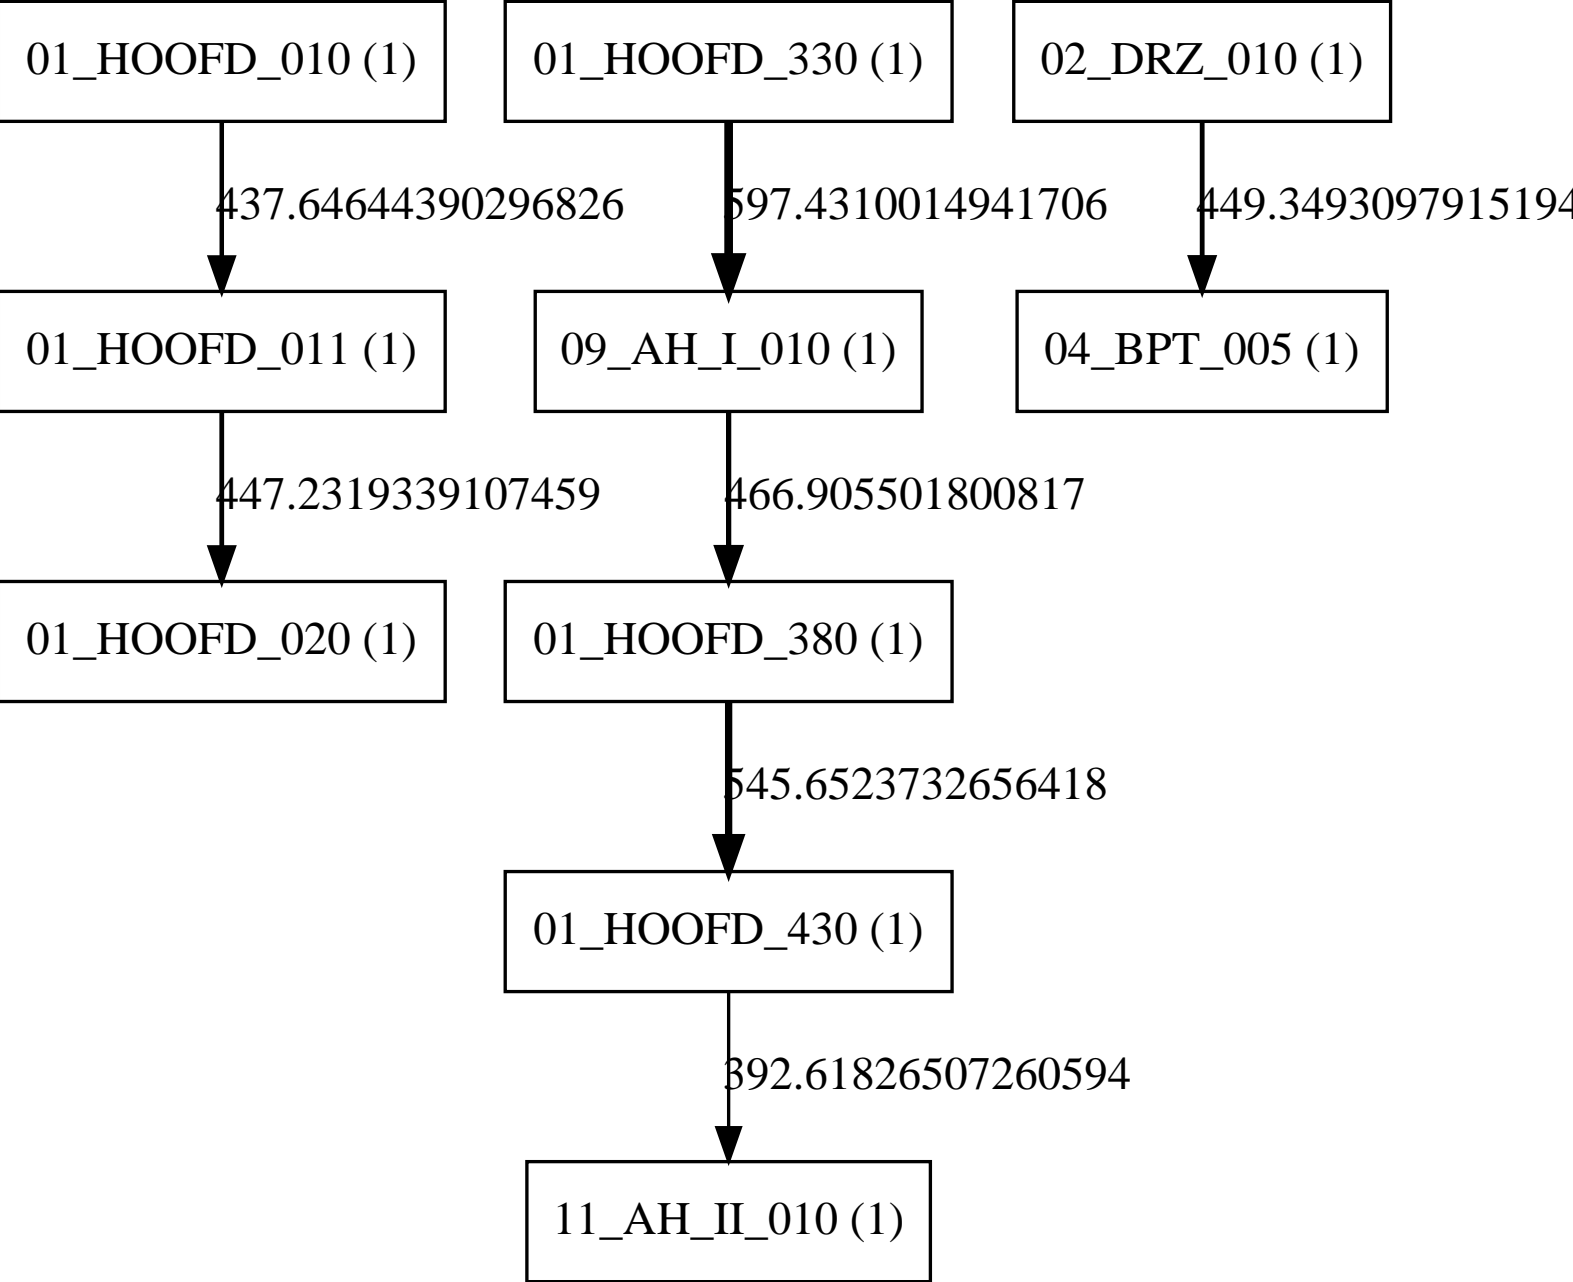 01_HOOFD_010 (1)
01_HOOFD_330 (1)
02_DRZ_010 (1)
437.64644390296826
597.4310014941706
449.3493097915194
01_HOOFD_011 (1)
09_AH_I_010 (1)
04_BPT_005 (1)
447.2319339107459
466.905501800817
01_HOOFD_020 (1)
01_HOOFD_380 (1)
545.6523732656418
01_HOOFD_430 (1)
392.61826507260594
11_AH_II_010 (1)